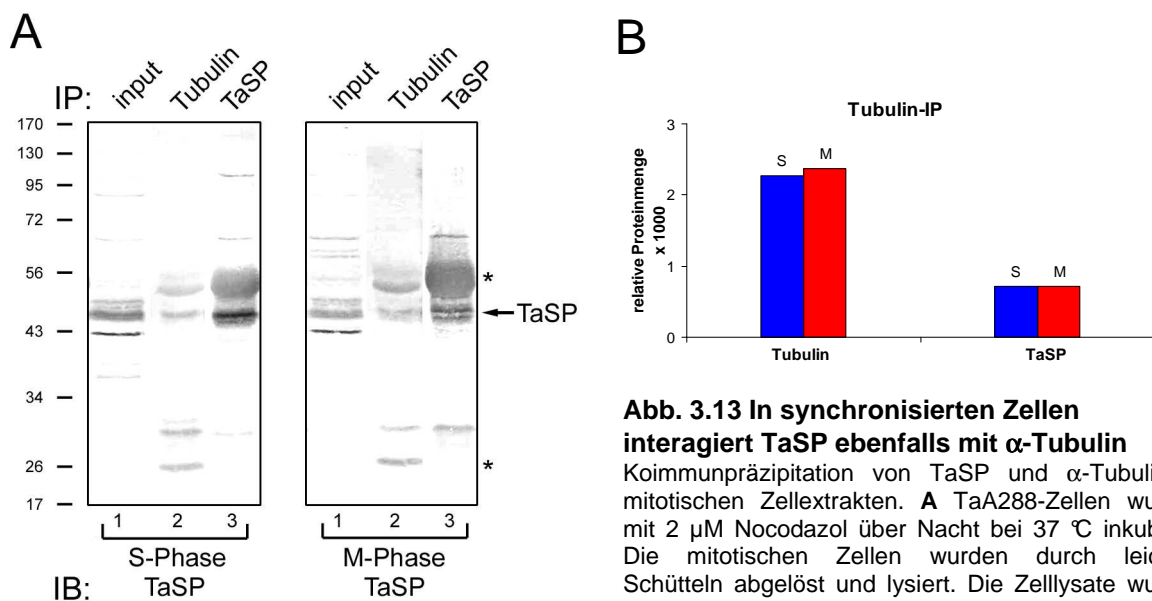 A
IP: input Tubulin TaSP input Tubulin TaSP
170
130
95
72
56
43
34
26
17
*
TaSP
*
1 2 3 1 2 3
S-Phase M-Phase
IB: TaSP TaSP
B
Tubulin-IP
relative Proteinmenge
x 1000
3
2
1
0
S M
S M
Tubulin TaSP
Abb. 3.13 In synchronisierten Zellen
interagiert TaSP ebenfalls mit α-Tubulin
Koimmunpräzipitation von TaSP und α-Tubuli
mitotischen Zellextrakten. A TaA288-Zellen wu
mit 2 µM Nocodazol über Nacht bei 37 °C inkub
Die mitotischen Zellen wurden durch leic
Schütteln abgelöst und lysiert. Die Zelllysate wu